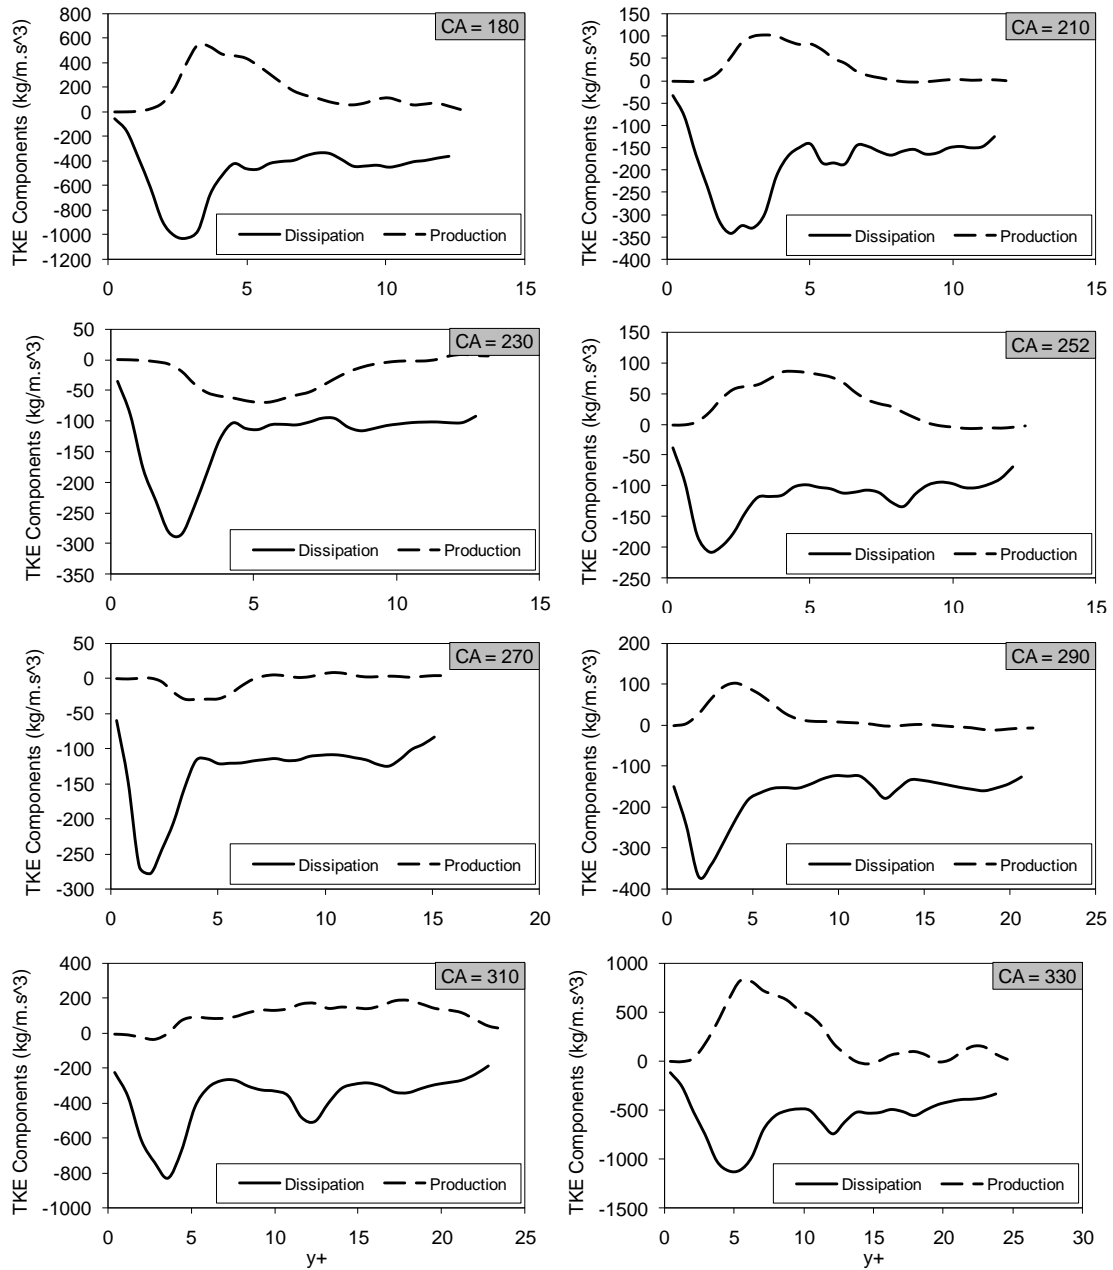 TKE Components (kg/m.s^3)
CA = 180
800
600
400
200
0
-200
-400
-600
-800
-1000
-1200
Dissipation
Production
0 5 10 15
TKE Components (kg/m.s^3)
CA = 210
150
100
50
0
-50
-100
-150
-200
-250
-300
-350
-400
Dissipation
Production
0 5 10 15
TKE Components (kg/m.s^3)
CA = 230
50
0
-50
-100
-150
-200
-250
-300
-350
Dissipation
Production
0 5 10 15
TKE Components (kg/m.s^3)
CA = 252
150
100
50
0
-50
-100
-150
-200
-250
Dissipation
Production
0 5 10 15
TKE Components (kg/m.s^3)
CA = 270
50
0
-50
-100
-150
-200
-250
-300
Dissipation
Production
0 5 10 15 20
TKE Components (kg/m.s^3)
CA = 290
200
100
0
-100
-200
-300
-400
Dissipation
Production
0 5 10 15 20 25
TKE Components (kg/m.s^3)
CA = 310
400
200
0
-200
-400
-600
-800
-1000
Dissipation
Production
0 5 10 15 20 25
y+
TKE Components (kg/m.s^3)
CA = 330
1000
500
0
-500
-1000
-1500
Dissipation
Production
0 5 10 15 20 25 30
y+